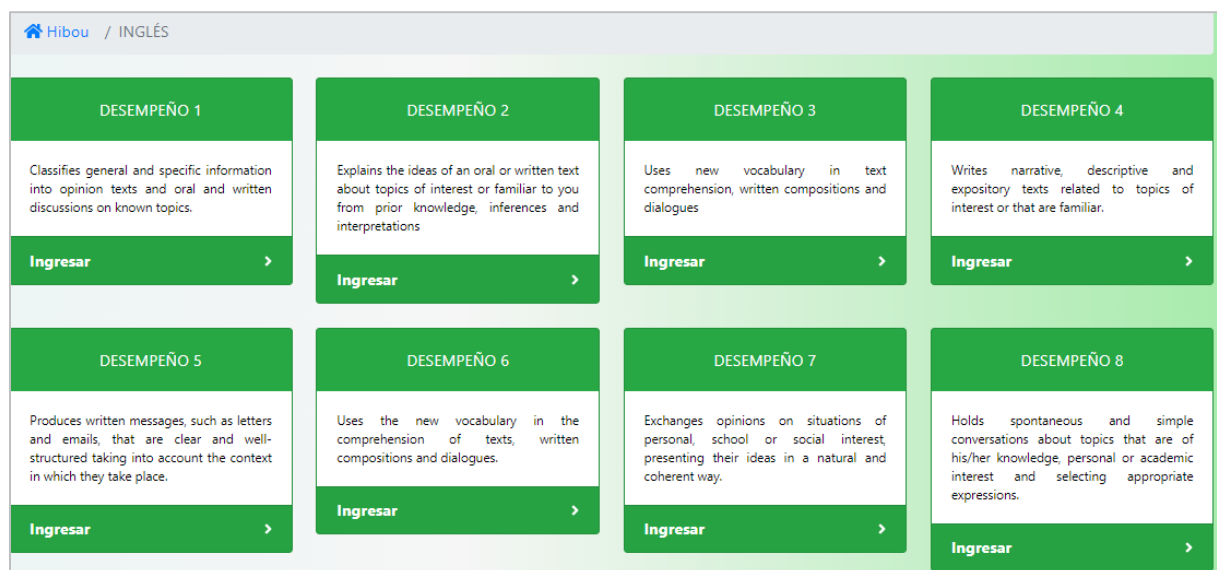 Hibou / INGLÉS
DESEMPEÑO 1
Classifies general and specific information
into opinion texts and oral and written
discussions on known topics.
Ingresar
DESEMPEÑO 2
Explains the ideas of an oral or written text
about topics of interest or familiar to you
from prior knowledge, inferences and
interpretations
Ingresar
DESEMPEÑO 3
Uses new vocabulary in text
comprehension, written compositions and
dialogues
Ingresar
DESEMPEÑO 4
Writes narrative, descriptive and
expository texts related to topics of
interest or that are familiar.
Ingresar
DESEMPEÑO 5
Produces written messages, such as letters
and emails, that are clear and well-
structured taking into account the context
in which they take place.
Ingresar
DESEMPEÑO 6
Uses the new vocabulary in the
comprehension of texts, written
compositions and dialogues.
Ingresar
DESEMPEÑO 7
Exchanges opinions on situations of
personal, school or social interest,
presenting their ideas in a natural and
coherent way.
Ingresar
DESEMPEÑO 8
Holds spontaneous and simple
conversations about topics that are of
his/her knowledge, personal or academic
interest and selecting appropriate
expressions.
Ingresar